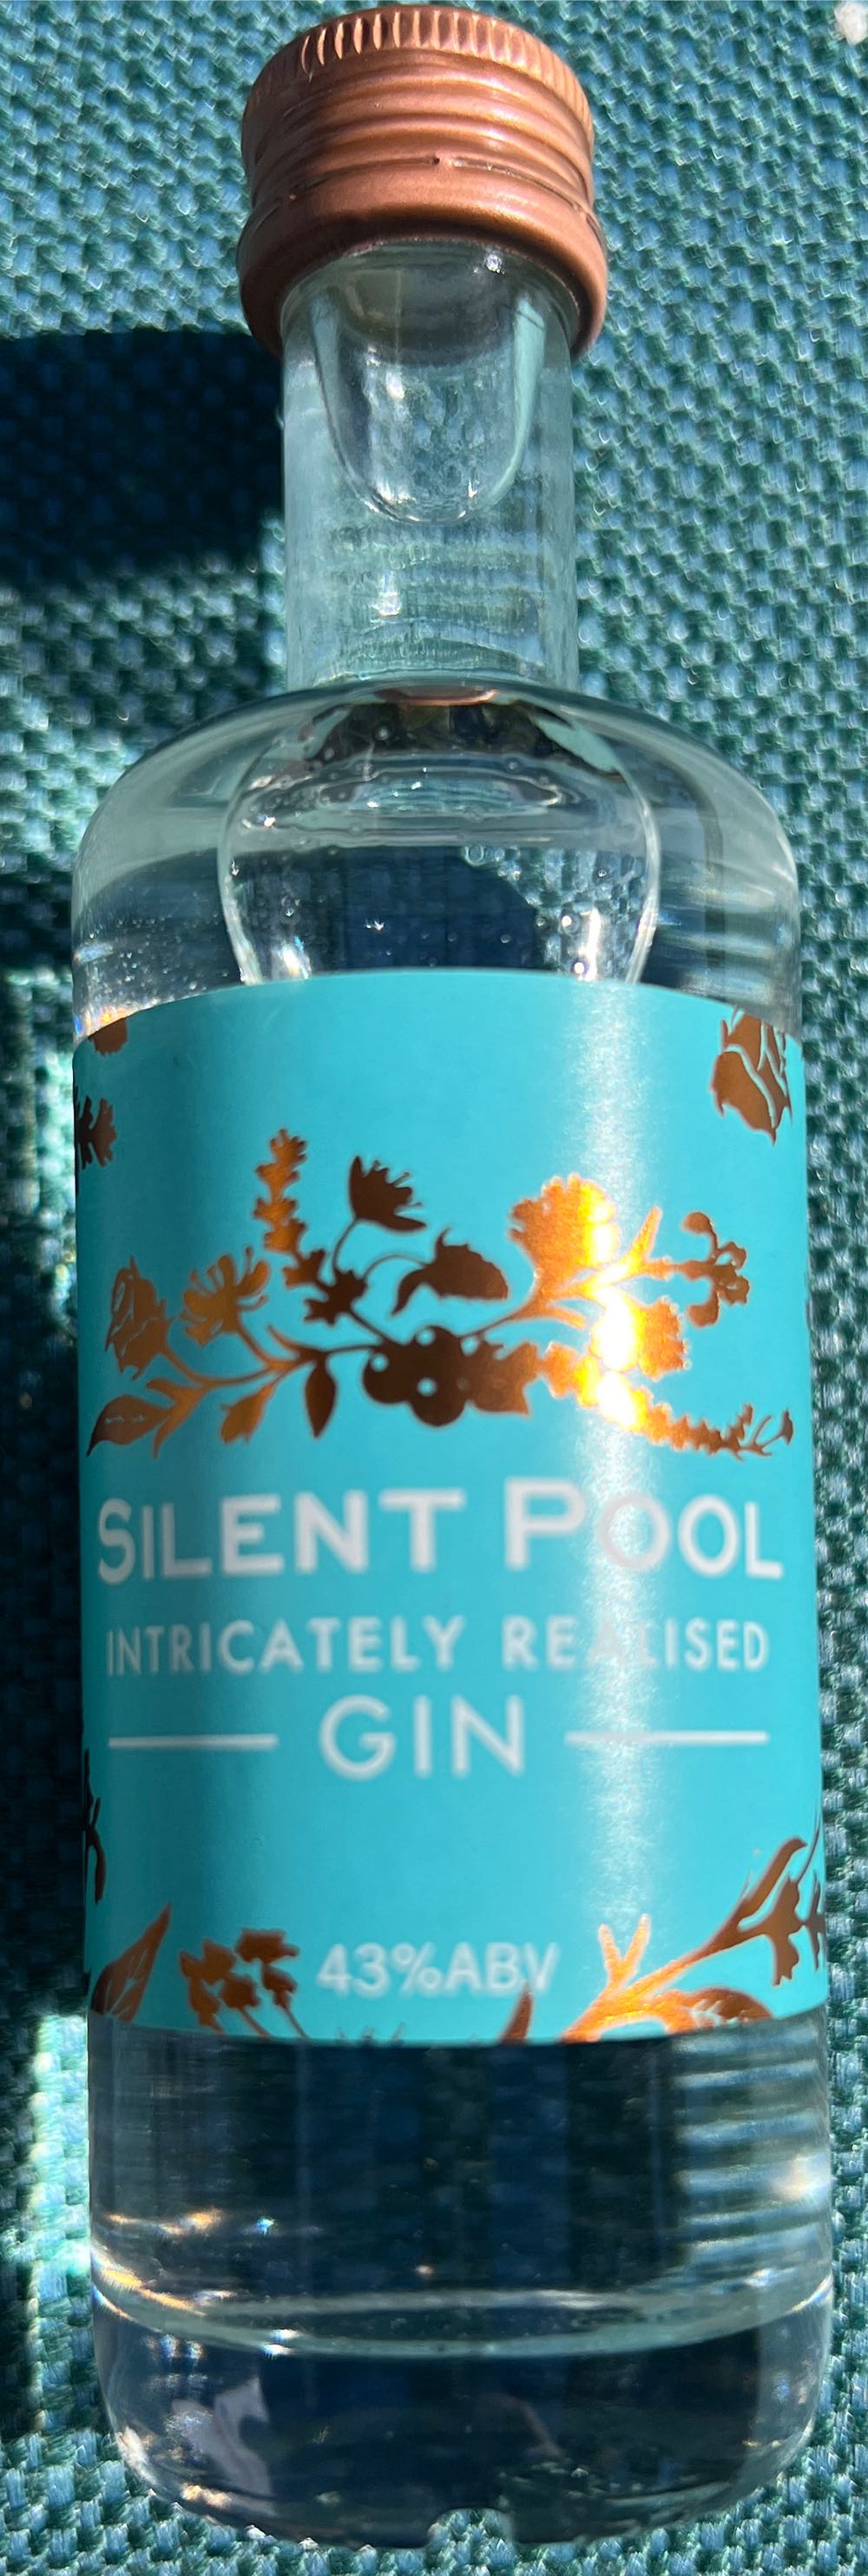 SILENT POOL
INTRICATELY REALISED
GIN
43%ABV